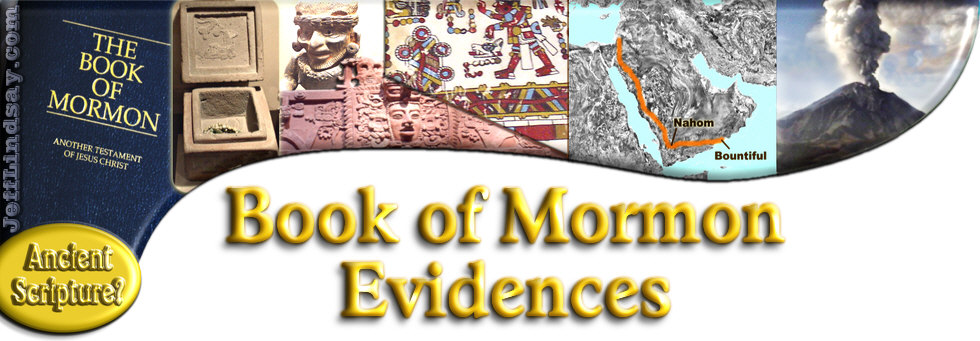 JeffLindsay.com
THE
BOOK
OF
MORMON
ANOTHER TESTAMENT
OF JESUS CHRIST
Nahom
Bountiful
Book of Mormon
Evidences
Ancient
Scripture?